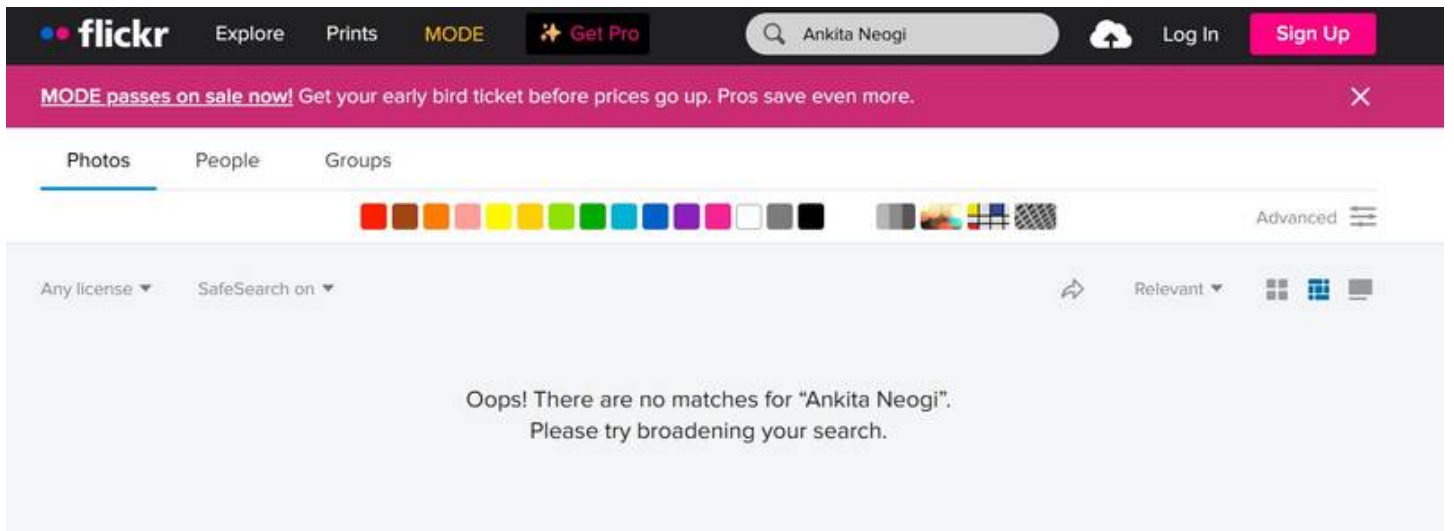 flickr Explore Prints MODE Get Pro Ankita Neogi Log In Sign Up
MODE passes on sale now! Get your early bird ticket before prices go up. Pros save even more.
Photos People Groups
Advanced
Any license SafeSearch on Relevant
Oops! There are no matches for “Ankita Neogi”.
Please try broadening your search.